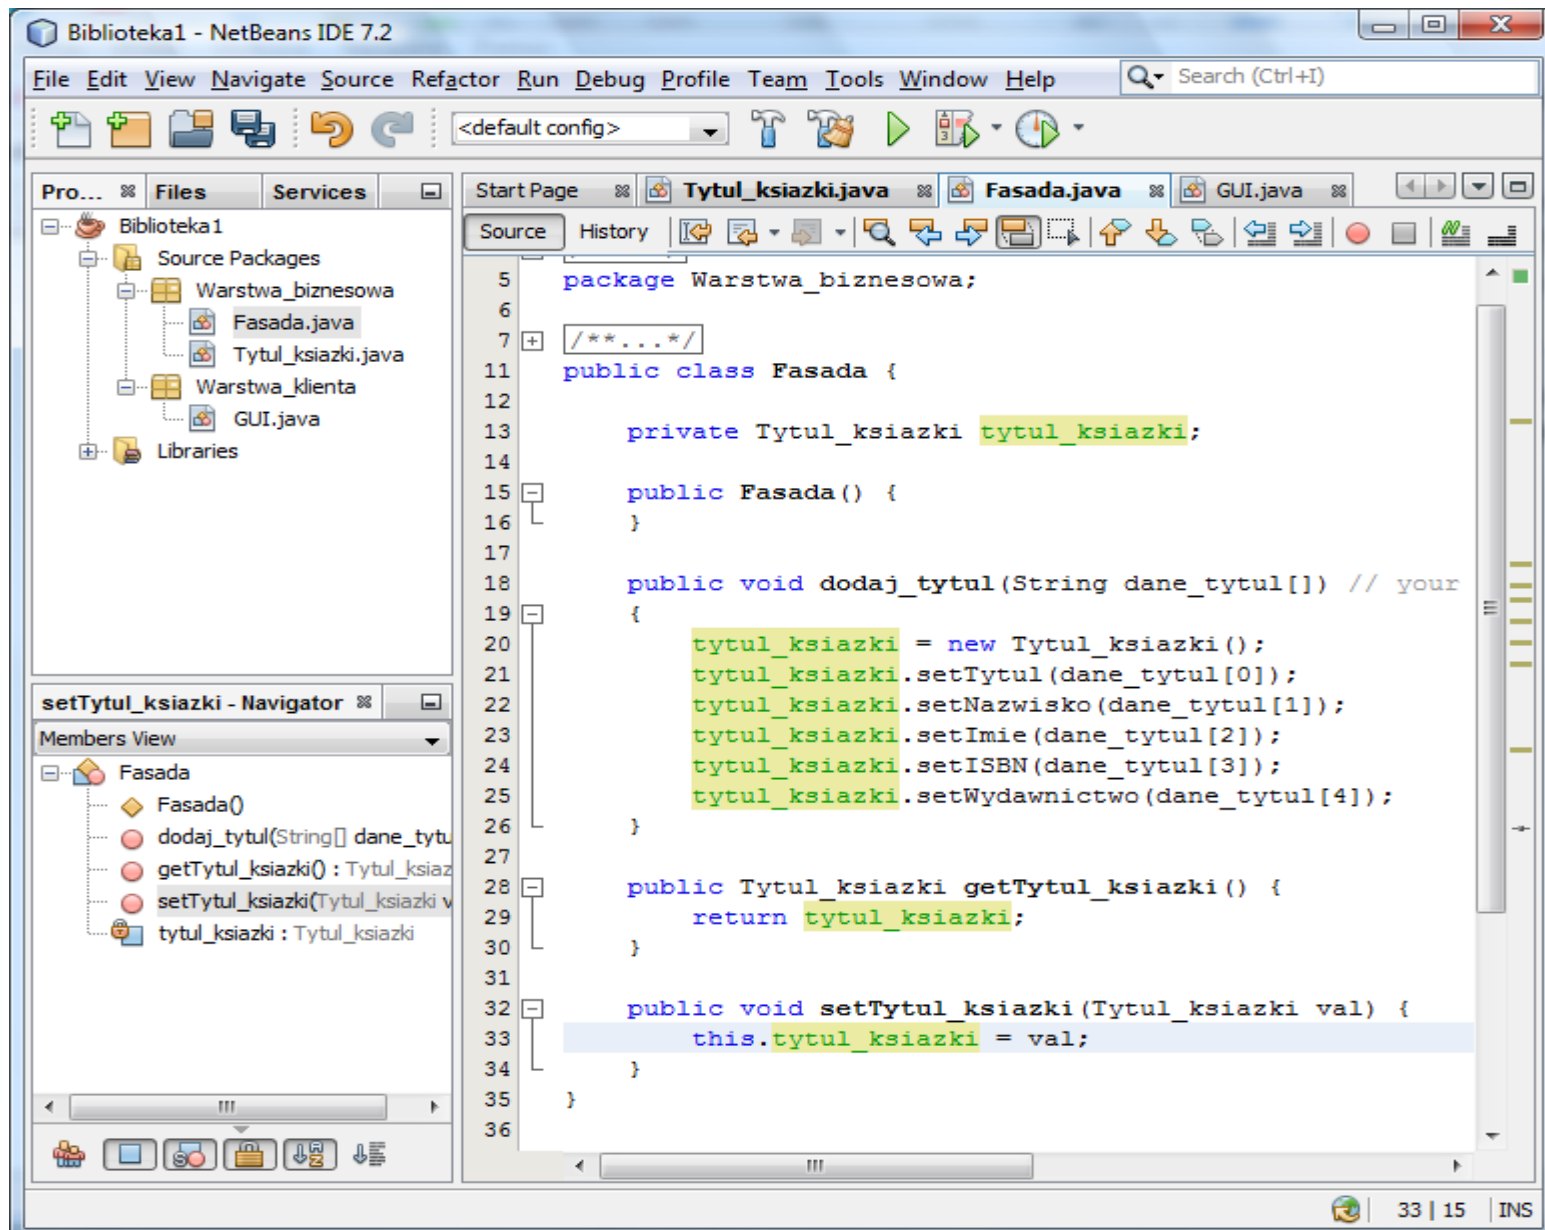 Biblioteka1 - NetBeans IDE 7.2
File Edit View Navigate Source Refactor Run Debug Profile Team Tools Window Help Search (Ctrl+I)
<default config>
Pro... Files Services
Biblioteka1
Source Packages
Warstwa_biznesowa
Fasada.java
Tytul_ksiazki.java
Warstwa_klienta
GUI.java
Libraries
setTytul_ksiazki - Navigator
Members View
Fasada
Fasada()
dodaj_tytul(String[] dane_tytu
getTytul_ksiazki() : Tytul_ksiaz
setTytul_ksiazki(Tytul_ksiazki v
tytul_ksiazki : Tytul_ksiazki
Start Page Tytul_ksiazki.java Fasada.java GUI.java
Source History
5 package Warstwa_biznesowa;
6
7 /**...*/
11 public class Fasada {
12
13 private Tytul_ksiazki tytul_ksiazki;
14
15 public Fasada() {
16 }
17
18 public void dodaj_tytul(String dane_tytul[]) // your
19 {
20 tytul_ksiazki = new Tytul_ksiazki();
21 tytul_ksiazki.setTytul(dane_tytul[0]);
22 tytul_ksiazki.setNazwisko(dane_tytul[1]);
23 tytul_ksiazki.setImie(dane_tytul[2]);
24 tytul_ksiazki.setISBN(dane_tytul[3]);
25 tytul_ksiazki.setWydawnictwo(dane_tytul[4]);
26 }
27
28 public Tytul_ksiazki getTytul_ksiazki() {
29 return tytul_ksiazki;
30 }
31
32 public void setTytul_ksiazki(Tytul_ksiazki val) {
33 this.tytul_ksiazki = val;
34 }
35 }
36
33 | 15 INS